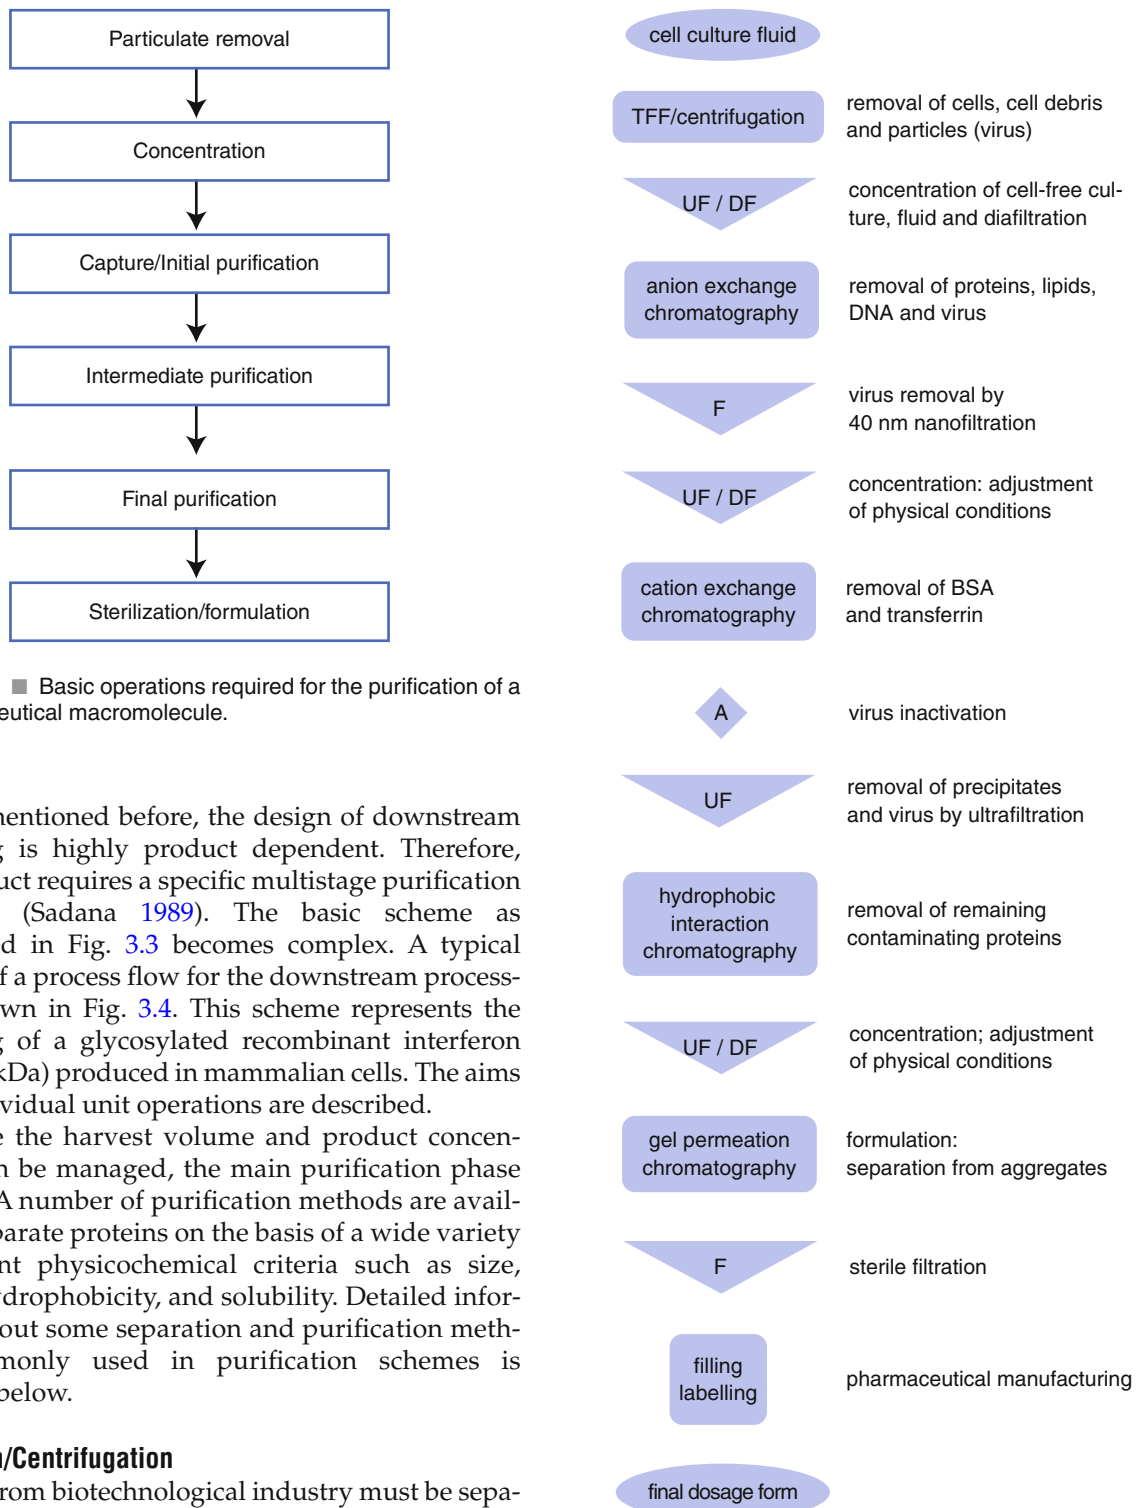 Particulate removal
Concentration
Capture/Initial purification
Intermediate purification
Final purification
Sterilization/formulation
■ Basic operations required for the purification of a
eutical macromolecule.
nentioned before, the design of downstream
g is highly product dependent. Therefore,
uct requires a specific multistage purification
(Sadana 1989). The basic scheme as
ed in Fig. 3.3 becomes complex. A typical
f a process flow for the downstream process-
wn in Fig. 3.4. This scheme represents the
g of a glycosylated recombinant interferon
kDa) produced in mammalian cells. The aims
ividual unit operations are described.
e the harvest volume and product concen-
n be managed, the main purification phase
A number of purification methods are avail-
parate proteins on the basis of a wide variety
nt physicochemical criteria such as size,
ydrophobicity, and solubility. Detailed infor-
out some separation and purification meth-
monly used in purification schemes is
below.
n/Centrifugation
rom biotechnological industry must be sepa-
cell culture fluid
TFF/centrifugation
removal of cells, cell debris
and particles (virus)
UF / DF
concentration of cell-free cul-
ture, fluid and diafiltration
anion exchange
chromatography
removal of proteins, lipids,
DNA and virus
F
virus removal by
40 nm nanofiltration
UF / DF
concentration: adjustment
of physical conditions
cation exchange
chromatography
removal of BSA
and transferrin
A
virus inactivation
UF
removal of precipitates
and virus by ultrafiltration
hydrophobic
interaction
chromatography
removal of remaining
contaminating proteins
UF / DF
concentration; adjustment
of physical conditions
gel permeation
chromatography
formulation:
separation from aggregates
F
sterile filtration
filling
labelling
pharmaceutical manufacturing
final dosage form